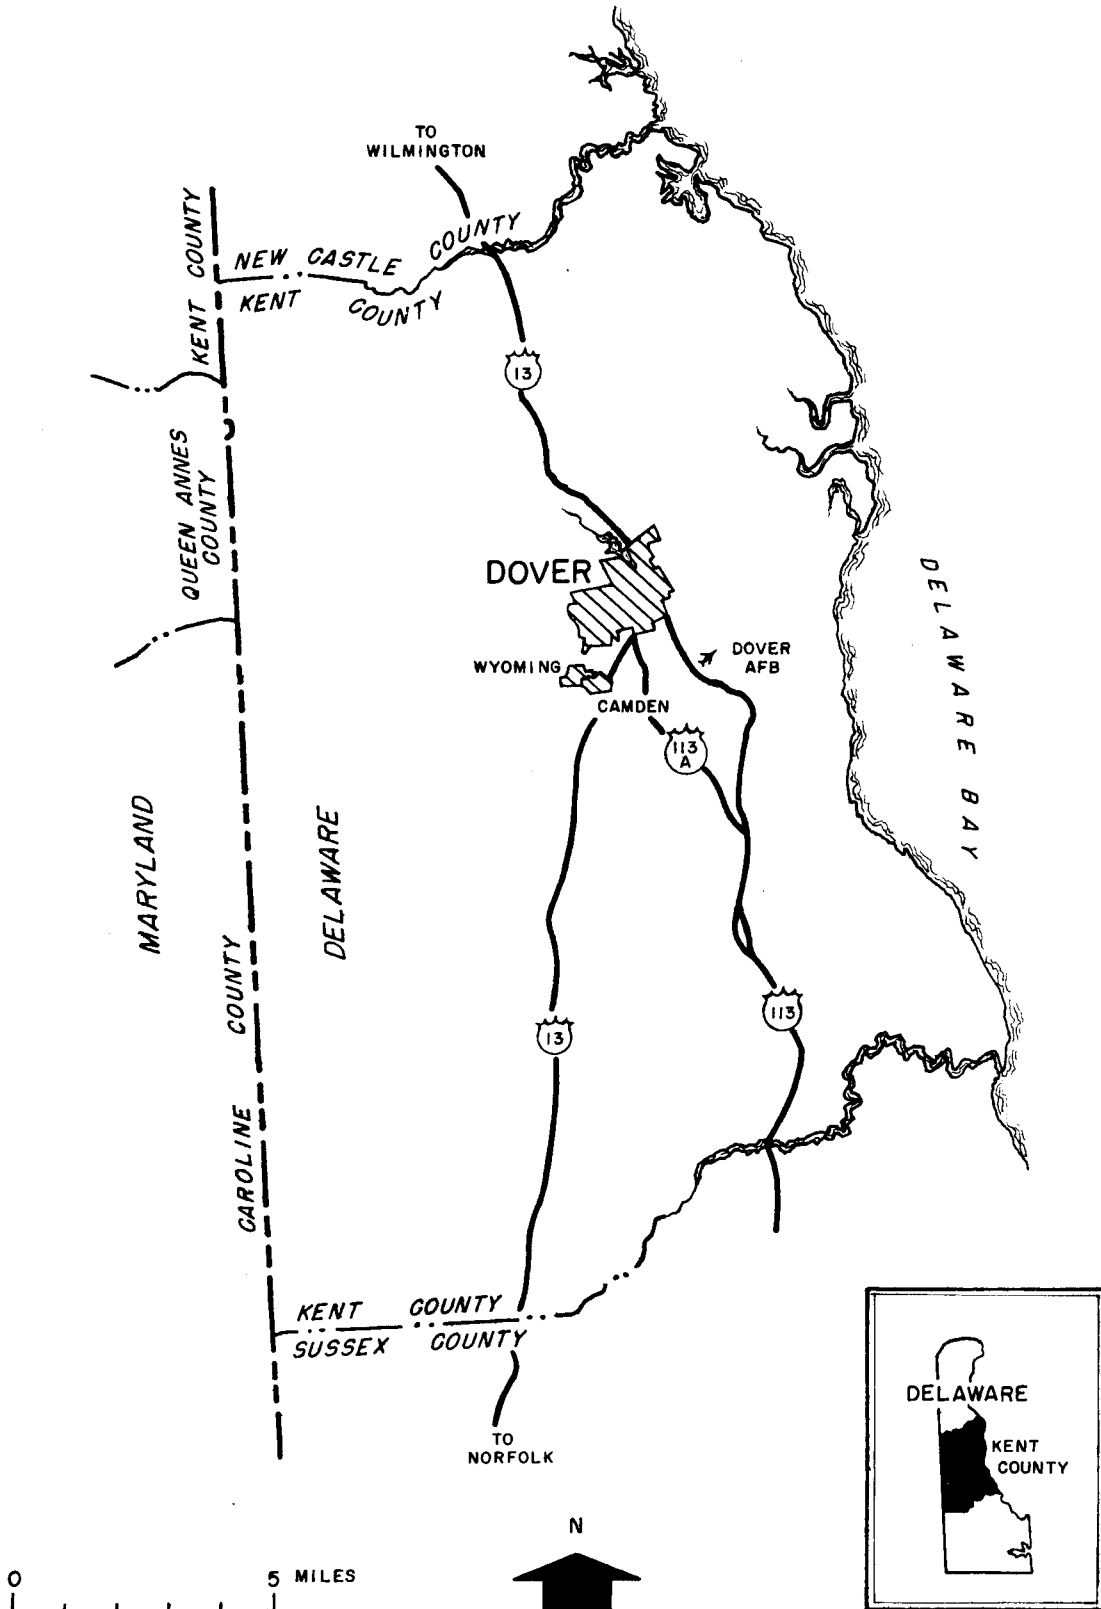 TO
WILMINGTON
KENT COUNTY
NEW CASTLE COUNTY
KENT COUNTY
13
QUEEN ANNES
COUNTY
DOVER
WYOMING
DOVER
AFB
CAMDEN
113
A
DELAWARE BAY
MARYLAND
DELAWARE
CAROLINE COUNTY
13
113
KENT COUNTY
SUSSEX COUNTY
TO
NORFOLK
DELAWARE
KENT
COUNTY
N
0 5 MILES